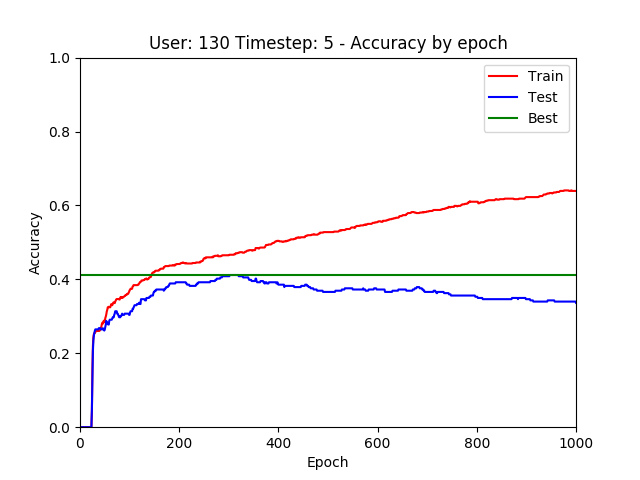 User: 130 Timestep: 5 - Accuracy by epoch
Train
Test
Best
1.0
0.8
0.6
0.4
0.2
0.0
Accuracy
0 200 400 600 800 1000
Epoch